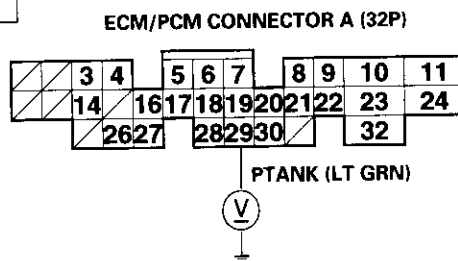 ECM/PCM CONNECTOR A (32P)
3 4 5 6 7 8 9 10 11
14 16 17 18 19 20 21 22 23 24
26 27 28 29 30 32
PTANK (LT GRN)
V